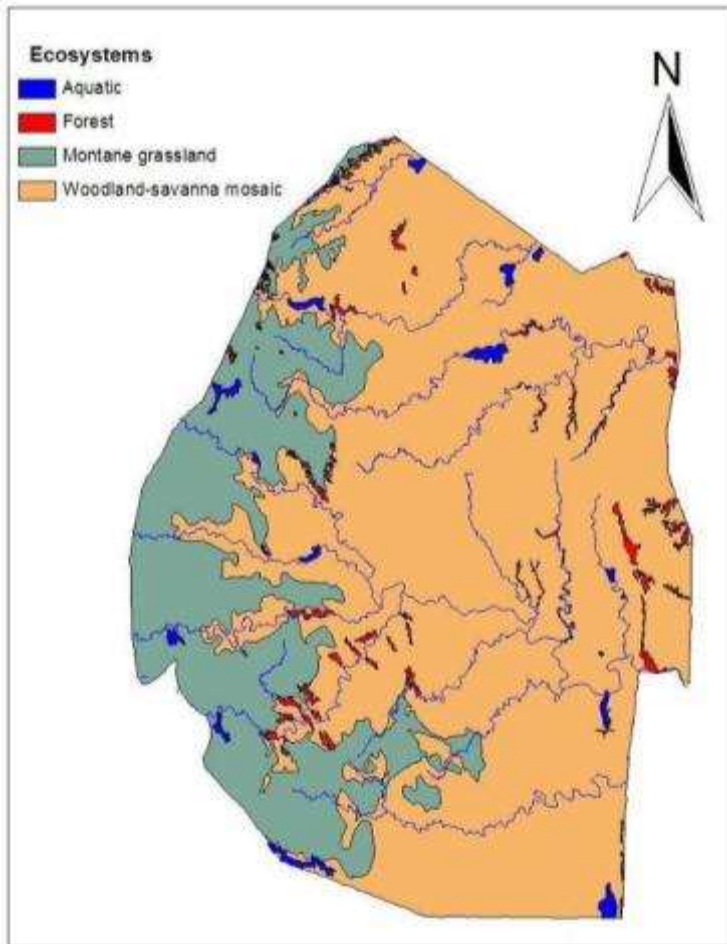 Ecosystems
Aquatic
Forest
Montane grassland
Woodland-savanna mosaic
N